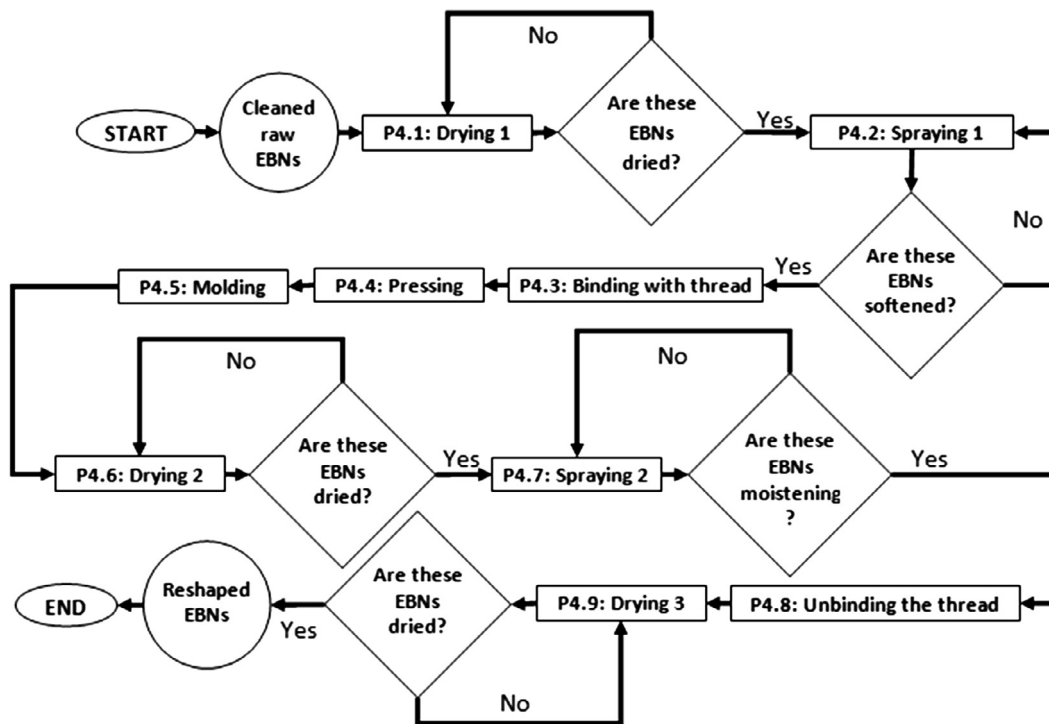 No
START
Cleaned
raw
EBNs
P4.1: Drying 1
Are these
EBNs
dried?
Yes
P4.2: Spraying 1
No
P4.5: Molding
P4.4: Pressing
P4.3: Binding with thread
Yes
Are these
EBNs
softened?
No
No
P4.6: Drying 2
Are these
EBNs
dried?
Yes
P4.7: Spraying 2
Are these
EBNs
moistening
?
Yes
END
Reshaped
EBNs
Yes
Are these
EBNs
dried?
P4.9: Drying 3
P4.8: Unbinding the thread
No